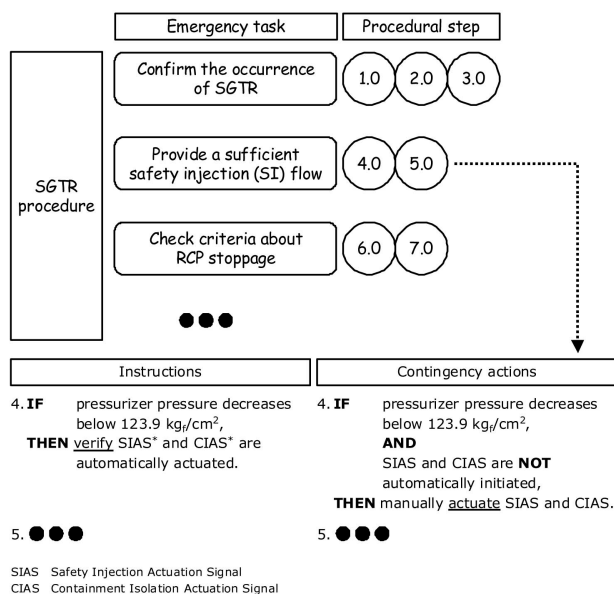 Emergency task
Procedural step
SGTR
procedure
Confirm the occurrence
of SGTR
1.0 2.0 3.0
Provide a sufficient
safety injection (SI) flow
4.0 5.0
Check criteria about
RCP stoppage
6.0 7.0
Instructions
4. IF pressurizer pressure decreases
below 123.9 kgf/cm²,
THEN verify SIAS* and CIAS* are
automatically actuated.
5.
Contingency actions
4. IF pressurizer pressure decreases
below 123.9 kgf/cm²,
AND
SIAS and CIAS are NOT
automatically initiated,
THEN manually actuate SIAS and CIAS.
5.
SIAS Safety Injection Actuation Signal
CIAS Containment Isolation Actuation Signal